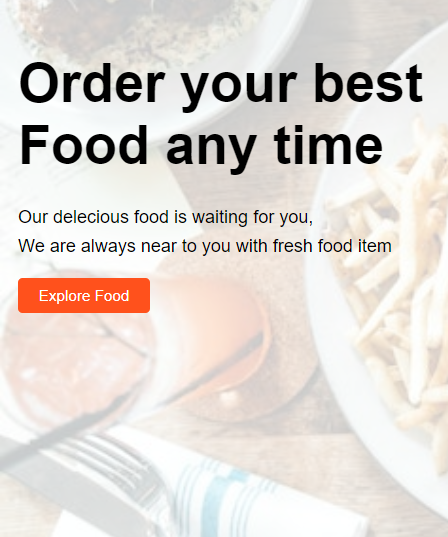 Order your best
Food any time
Our delecious food is waiting for you,
We are always near to you with fresh food item
Explore Food